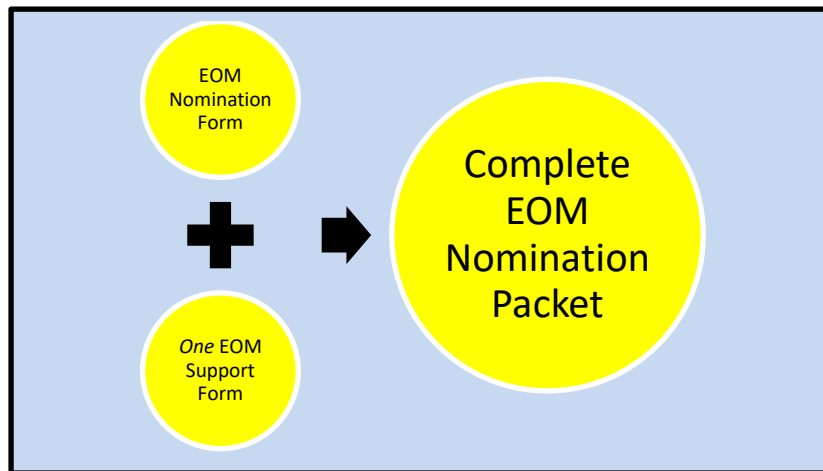 EOM
Nomination
Form
One EOM
Support
Form
Complete
EOM
Nomination
Packet